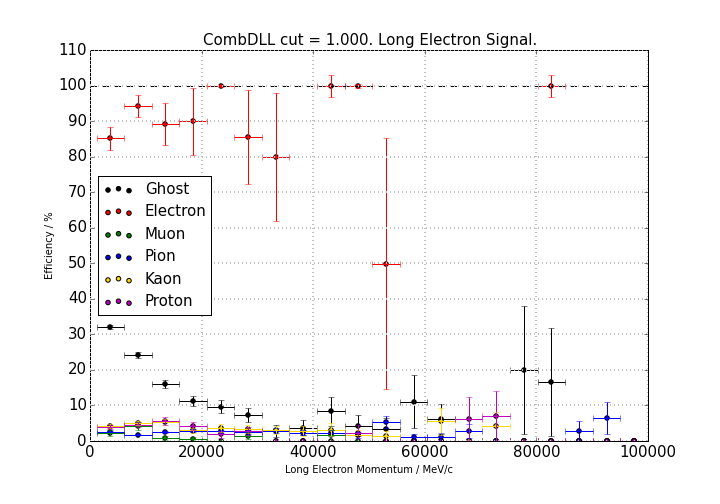 CombDLL cut = 1.000. Long Electron Signal.
110
100
90
80
70
60
50
40
30
20
10
0
Efficiency / %
Ghost
Electron
Muon
Pion
Kaon
Proton
0 20000 40000 60000 80000 100000
Long Electron Momentum / MeV/c